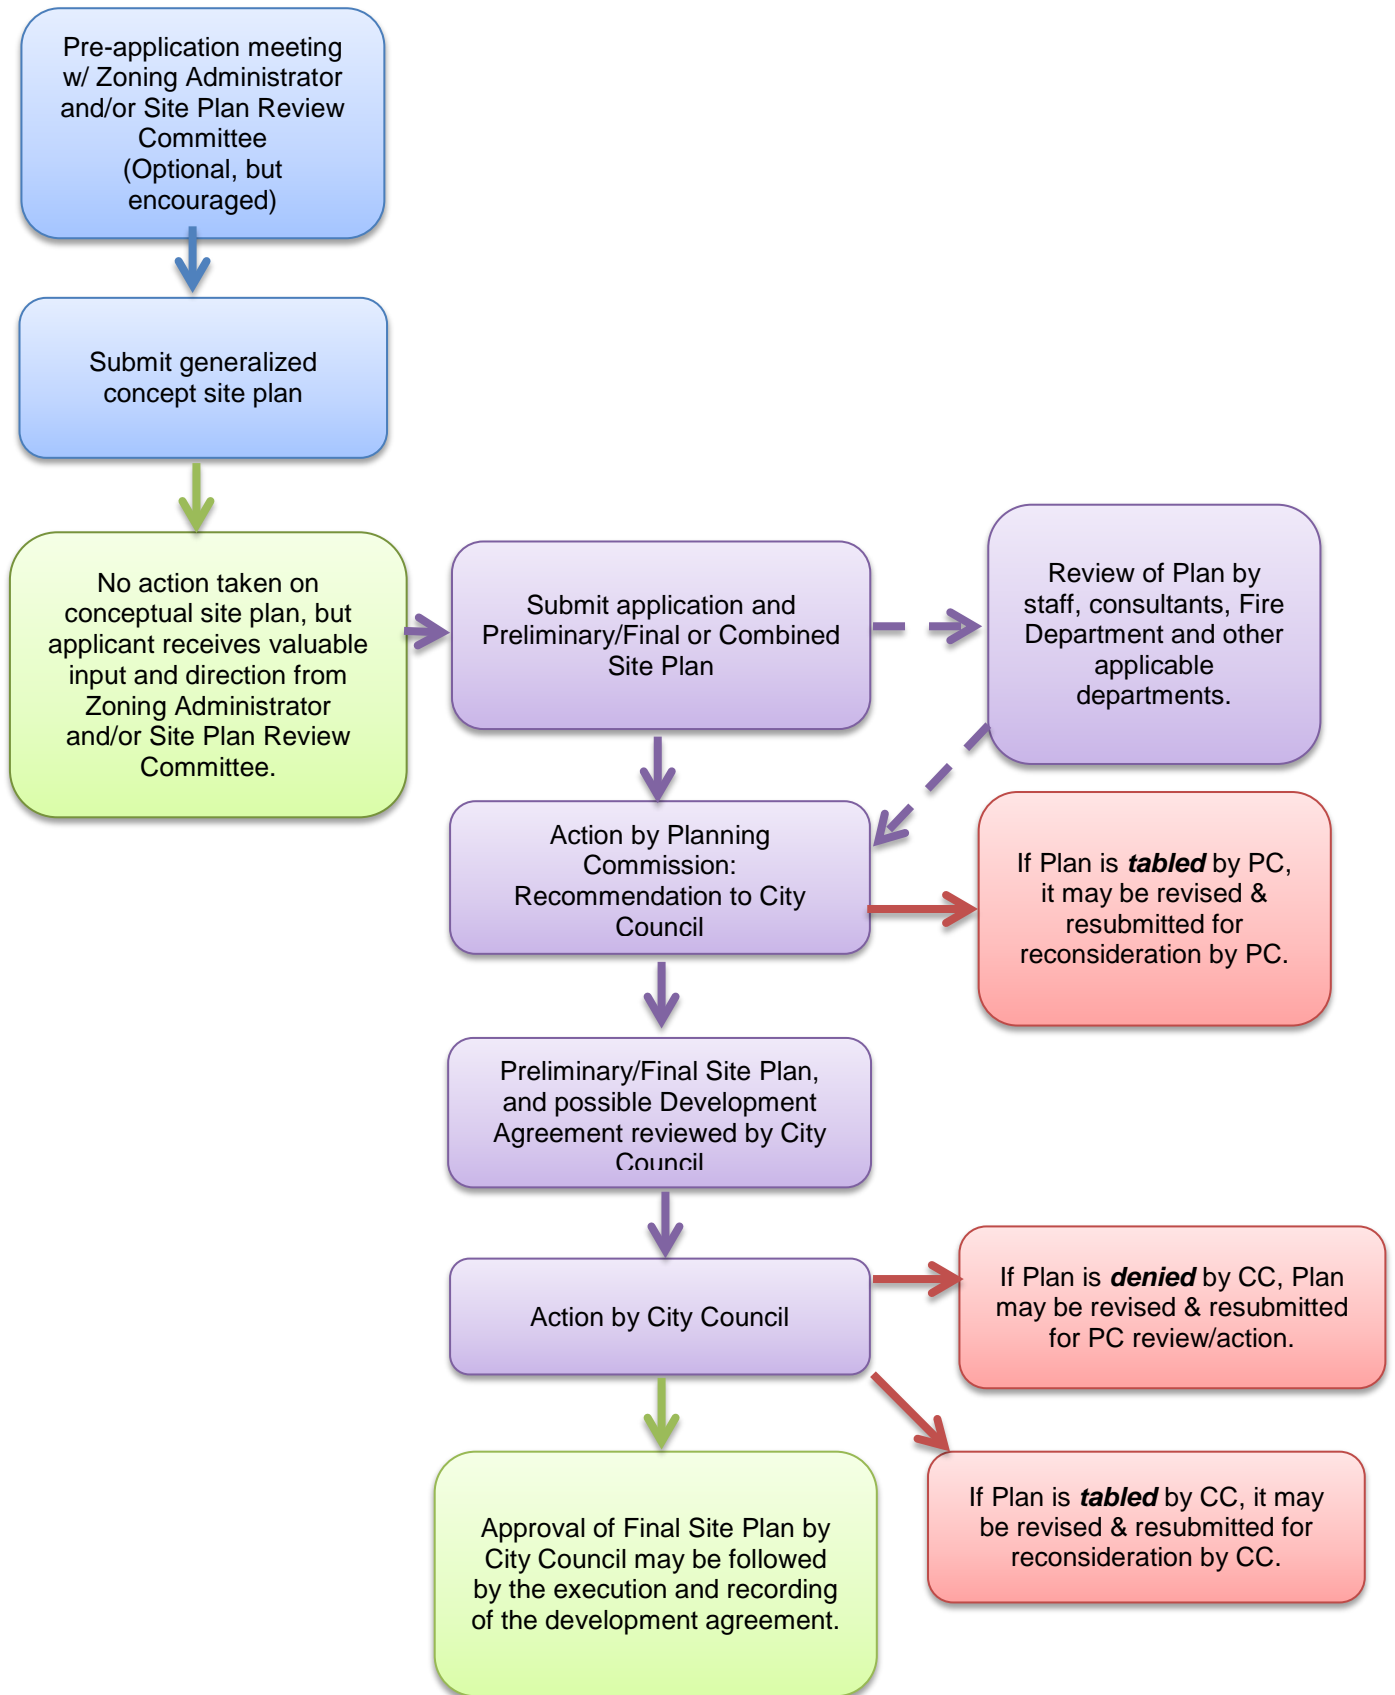 Pre-application meeting
w/ Zoning Administrator
and/or Site Plan Review
Committee
(Optional, but
encouraged)
Submit generalized
concept site plan
No action taken on
conceptual site plan, but
applicant receives valuable
input and direction from
Zoning Administrator
and/or Site Plan Review
Committee.
Submit application and
Preliminary/Final or Combined
Site Plan
Review of Plan by
staff, consultants, Fire
Department and other
applicable
departments.
Action by Planning
Commission:
Recommendation to City
Council
If Plan is tabled by PC,
it may be revised &
resubmitted for
reconsideration by PC.
Preliminary/Final Site Plan,
and possible Development
Agreement reviewed by City
Council
Action by City Council
If Plan is denied by CC, Plan
may be revised & resubmitted
for PC review/action.
If Plan is tabled by CC, it may
be revised & resubmitted for
reconsideration by CC.
Approval of Final Site Plan by
City Council may be followed
by the execution and recording
of the development agreement.